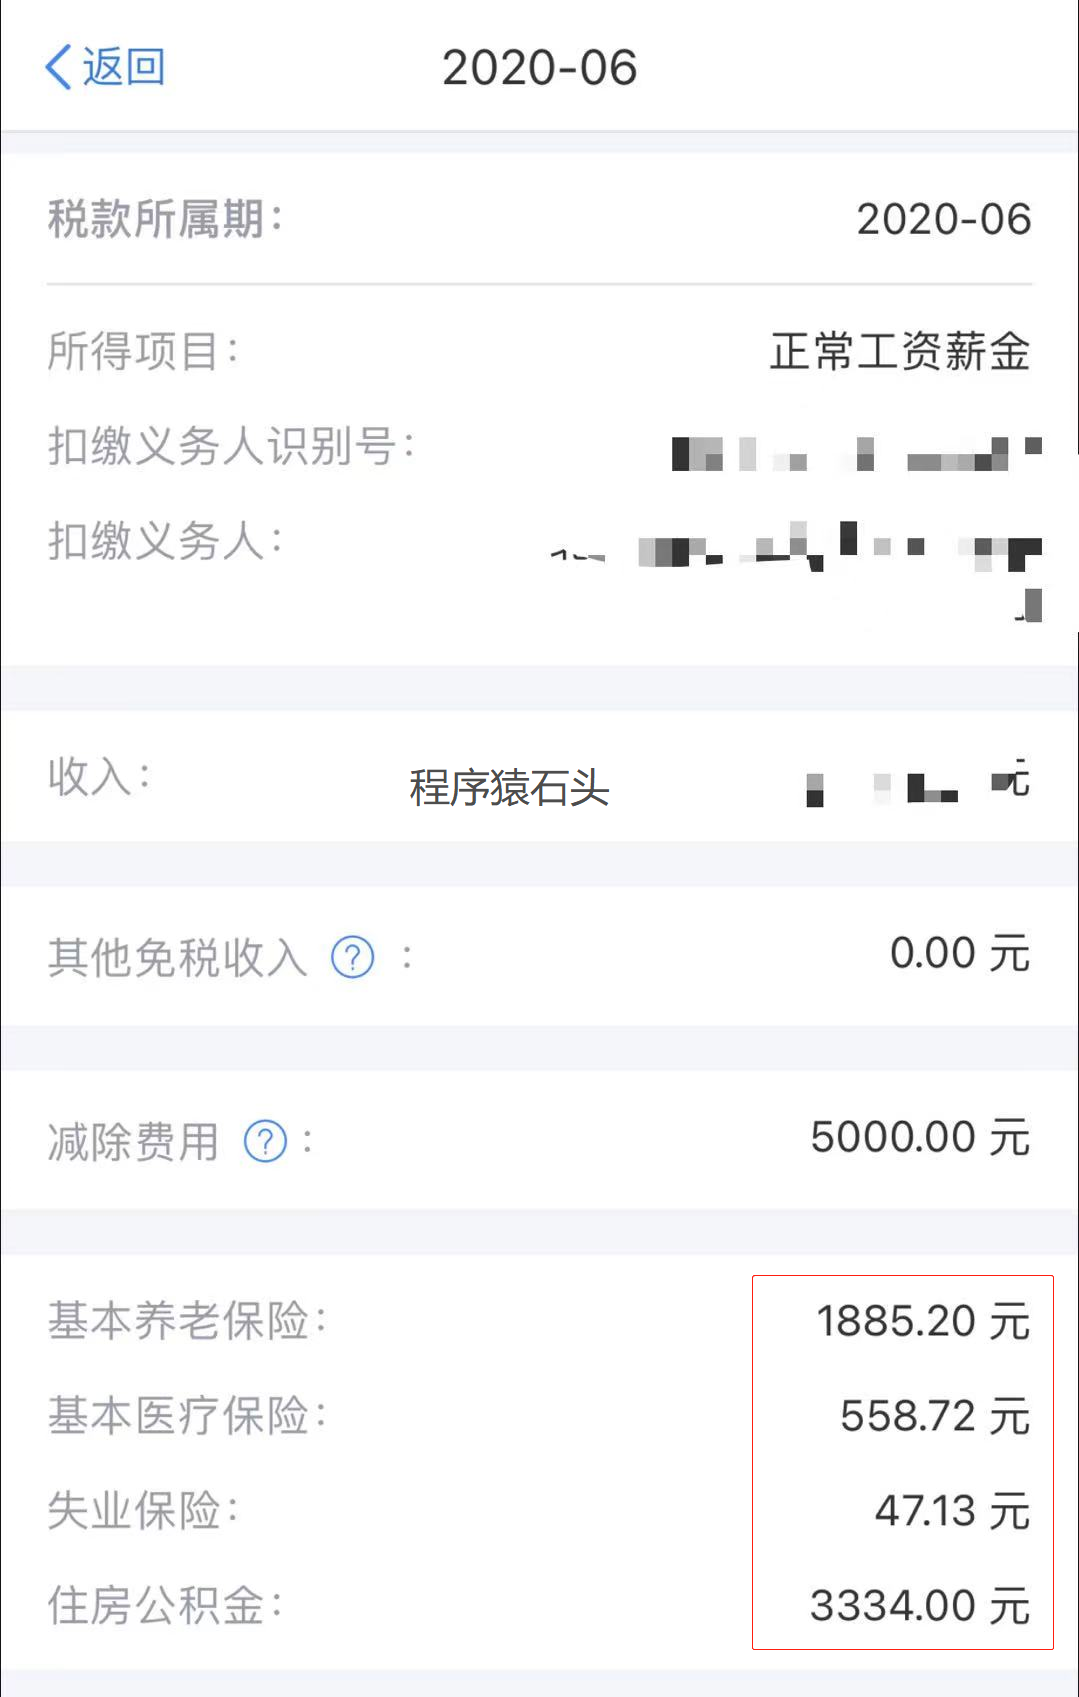 返回 2020-06
税款所属期： 2020-06
所得项目： 正常工资薪金
扣缴义务人识别号：
扣缴义务人：
收入： 程序猿石头 元
其他免税收入 ? ： 0.00 元
减除费用 ? ： 5000.00 元
基本养老保险： 1885.20 元
基本医疗保险： 558.72 元
失业保险： 47.13 元
住房公积金： 3334.00 元